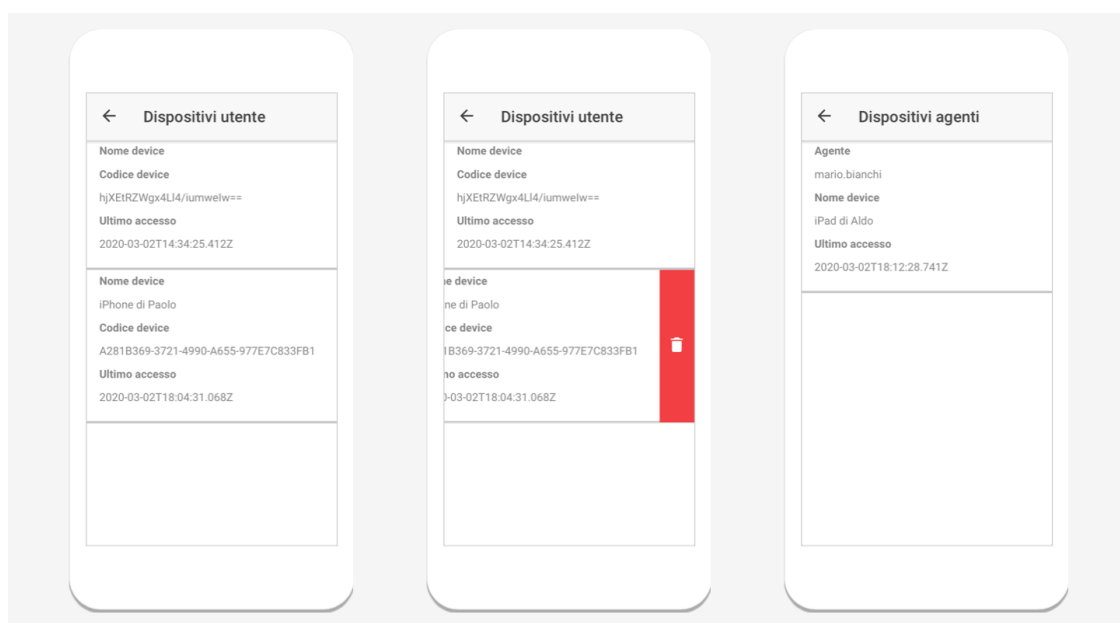 Dispositivi utente
Nome device
Codice device
hjXEtRZWgx4Ll4/iumwelw==
Ultimo accesso
2020-03-02T14:34:25.412Z
Nome device
iPhone di Paolo
Codice device
A281B369-3721-4990-A655-977E7C833FB1
Ultimo accesso
2020-03-02T18:04:31.068Z
Dispositivi utente
Nome device
Codice device
hjXEtRZWgx4Ll4/iumwelw==
Ultimo accesso
2020-03-02T14:34:25.412Z
ne device
ne di Paolo
ce device
1B369-3721-4990-A655-977E7C833FB1
no accesso
0-03-02T18:04:31.068Z
Dispositivi agenti
Agente
mario.bianchi
Nome device
iPad di Aldo
Ultimo accesso
2020-03-02T18:12:28.741Z